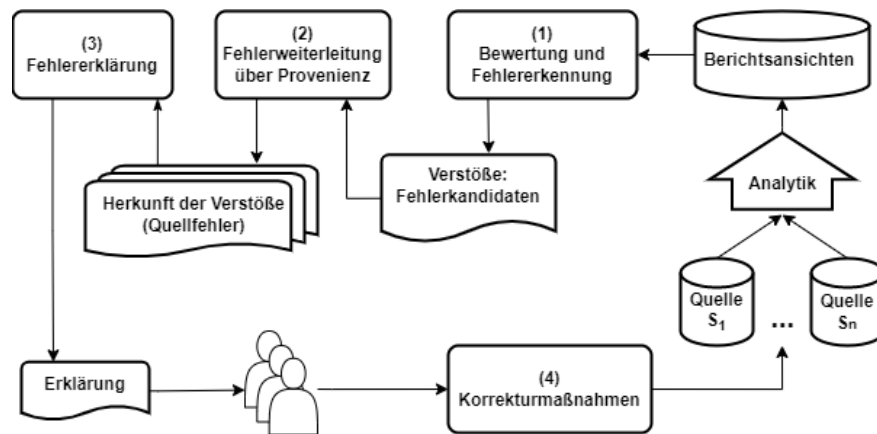 (3)
Fehlererklärung
(2)
Fehlerweiterleitung
über Provenienz
(1)
Bewertung und
Fehlererkennung
Berichtsansichten
Herkunft der Verstöße
(Quellfehler)
Verstöße:
Fehlerkandidaten
Analytik
Quelle
S1
...
Quelle
Sn
Erklärung
(4)
Korrekturmaßnahmen